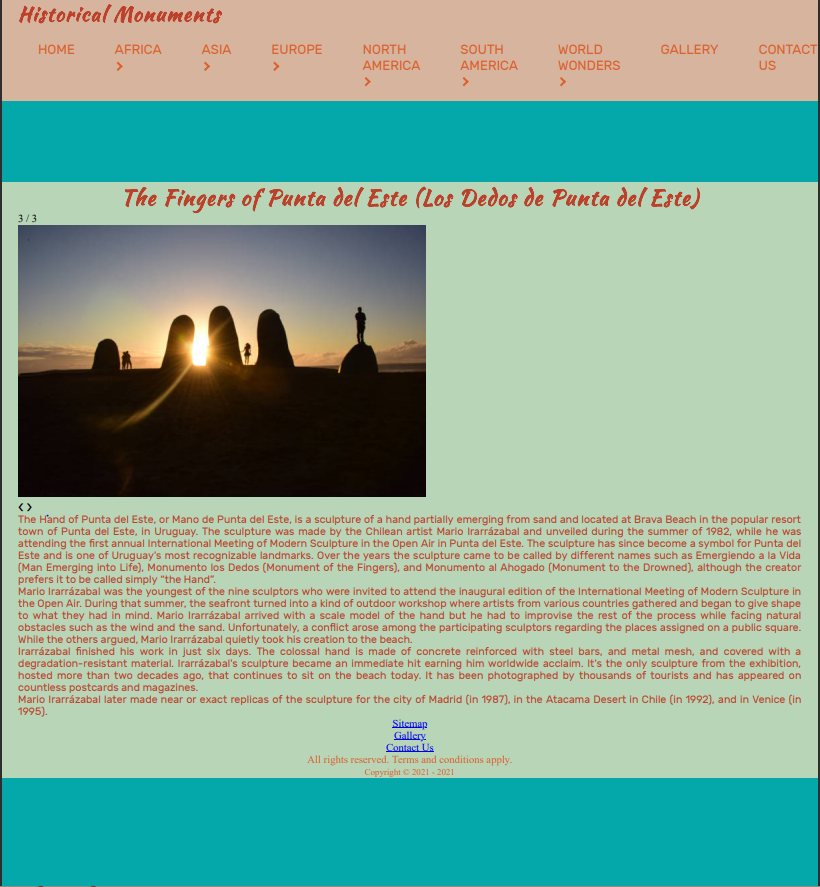 Historical Monuments
HOME AFRICA ASIA EUROPE NORTH AMERICA SOUTH AMERICA WORLD WONDERS GALLERY CONTACT US
The Fingers of Punta del Este (Los Dedos de Punta del Este)
3 / 3
The Hand of Punta del Este, or Mano de Punta del Este, is a sculpture of a hand partially emerging from sand and located at Brava Beach in the popular resort
town of Punta del Este, in Uruguay. The sculpture was made by the Chilean artist Mario Irrárzabal and unveiled during the summer of 1982, while he was
attending the first annual International Meeting of Modern Sculpture in the Open Air in Punta del Este. The sculpture has since become a symbol for Punta del
Este and is one of Uruguay's most recognizable landmarks. Over the years the sculpture came to be called by different names such as Emergiendo a la Vida
(Man Emerging into Life), Monumento los Dedos (Monument of the Fingers), and Monumento al Ahogado (Monument to the Drowned), although the creator
prefers it to be called simply “the Hand”.
Mario Irrárzabal was the youngest of the nine sculptors who were invited to attend the inaugural edition of the International Meeting of Modern Sculpture in
the Open Air. During that summer, the seafront turned into a kind of outdoor workshop where artists from various countries gathered and began to give shape
to what they had in mind. Mario Irrárzabal arrived with a scale model of the hand but he had to improvise the rest of the process while facing natural
obstacles such as the wind and the sand. Unfortunately, a conflict arose among the participating sculptors regarding the places assigned on a public square.
While the others argued, Mario Irrárzabal quietly took his creation to the beach.
Irrárzabal finished his work in just six days. The colossal hand is made of concrete reinforced with steel bars, and metal mesh, and covered with a
degradation-resistant material. Irrárzabal's sculpture became an immediate hit earning him worldwide acclaim. It's the only sculpture from the exhibition,
hosted more than two decades ago, that continues to sit on the beach today. It has been photographed by thousands of tourists and has appeared on
countless postcards and magazines.
Mario Irrárzabal later made near or exact replicas of the sculpture for the city of Madrid (in 1987), in the Atacama Desert in Chile (in 1992), and in Venice (in
1995).
Sitemap
Gallery
Contact Us
All rights reserved. Terms and conditions apply.
Copyright © 2021 - 2021